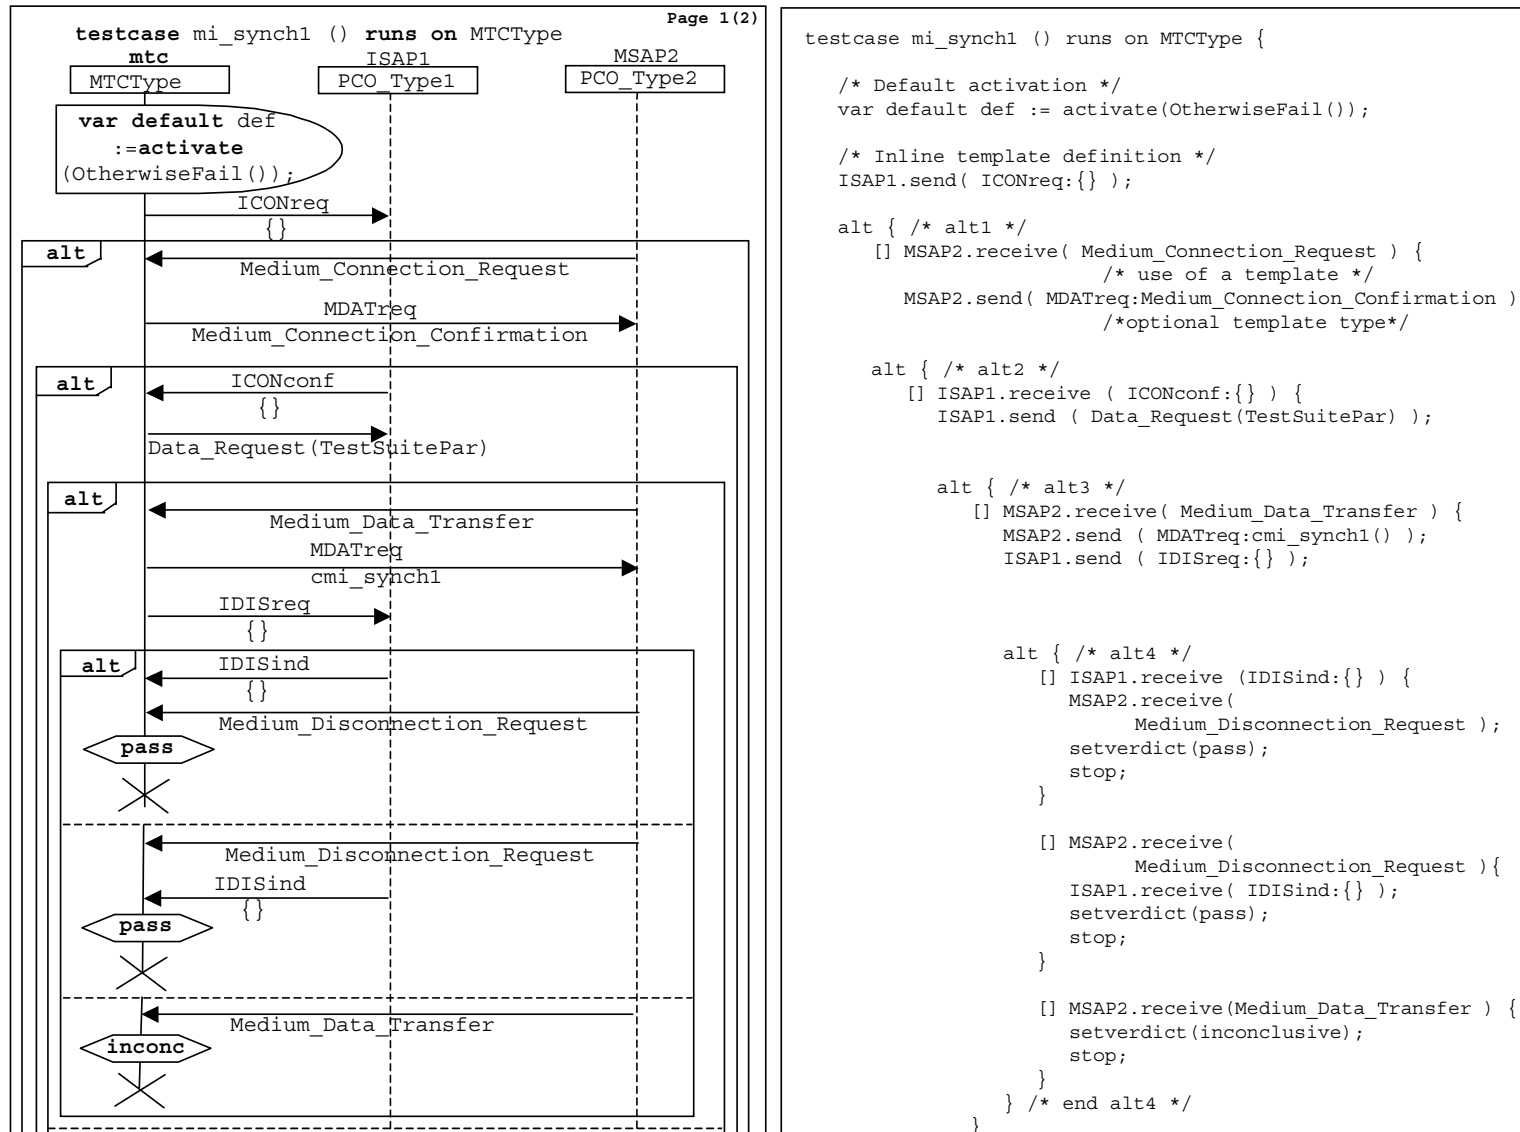 Page 1(2)
testcase mi_synch1 () runs on MTCType
mtc
ISAP1
MSAP2
MTCType
PCO_Type1
PCO_Type2
var default def
:=activate
(OtherwiseFail());
ICONreq
{}
alt
Medium_Connection_Request
MDATreq
Medium_Connection_Confirmation
alt
ICONconf
{}
Data_Request(TestSuitePar)
alt
Medium_Data_Transfer
MDATreq
cmi_synch1
IDISreq
{}
alt
IDISind
{}
Medium_Disconnection_Request
pass
Medium_Disconnection_Request
IDISind
{}
pass
Medium_Data_Transfer
inconc
testcase mi_synch1 () runs on MTCType {
/* Default activation */
var default def := activate(OtherwiseFail());
/* Inline template definition */
ISAP1.send( ICONreq:{} );
alt { /* alt1 */
[] MSAP2.receive( Medium_Connection_Request ) {
/* use of a template */
MSAP2.send( MDATreq:Medium_Connection_Confirmation )
/*optional template type*/
alt { /* alt2 */
[] ISAP1.receive ( ICONconf:{} ) {
ISAP1.send ( Data_Request(TestSuitePar) );
alt { /* alt3 */
[] MSAP2.receive( Medium_Data_Transfer ) {
MSAP2.send ( MDATreq:cmi_synch1() );
ISAP1.send ( IDISreq:{} );
alt { /* alt4 */
[] ISAP1.receive (IDISind:{} ) {
MSAP2.receive(
Medium_Disconnection_Request );
setverdict(pass);
stop;
}
[] MSAP2.receive(
Medium_Disconnection_Request ){
ISAP1.receive( IDISind:{} );
setverdict(pass);
stop;
}
[] MSAP2.receive(Medium_Data_Transfer ) {
setverdict(inconclusive);
stop;
}
} /* end alt4 */
}